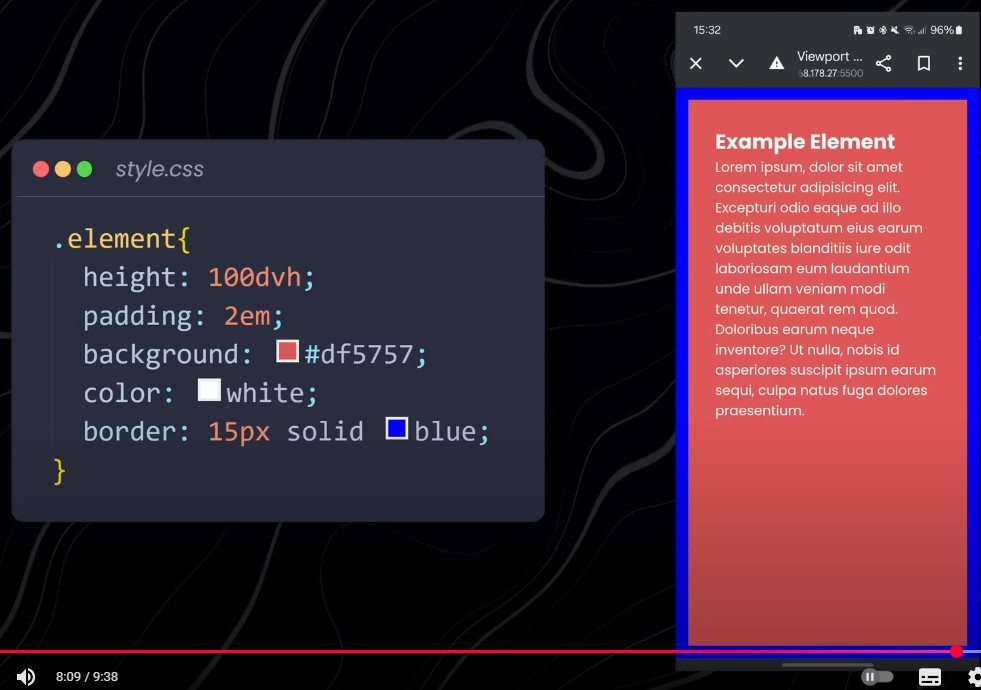 15:32
96%
Viewport ...
68.178.27:5500
style.css
.element{
height: 100dvh;
padding: 2em;
background: #df5757;
color: white;
border: 15px solid blue;
}
Example Element
Lorem ipsum, dolor sit amet
consectetur adipisicing elit.
Excepturi odio eaque ad illo
debitis voluptatum eius earum
voluptates blanditiis iure odit
laboriosam eum laudantium
unde ullam veniam modi
tenetur, quaerat rem quod.
Doloribus earum neque
inventore? Ut nulla, nobis id
asperiores suscipit ipsum earum
sequi, culpa natus fuga dolores
praesentium.
8:09 / 9:38